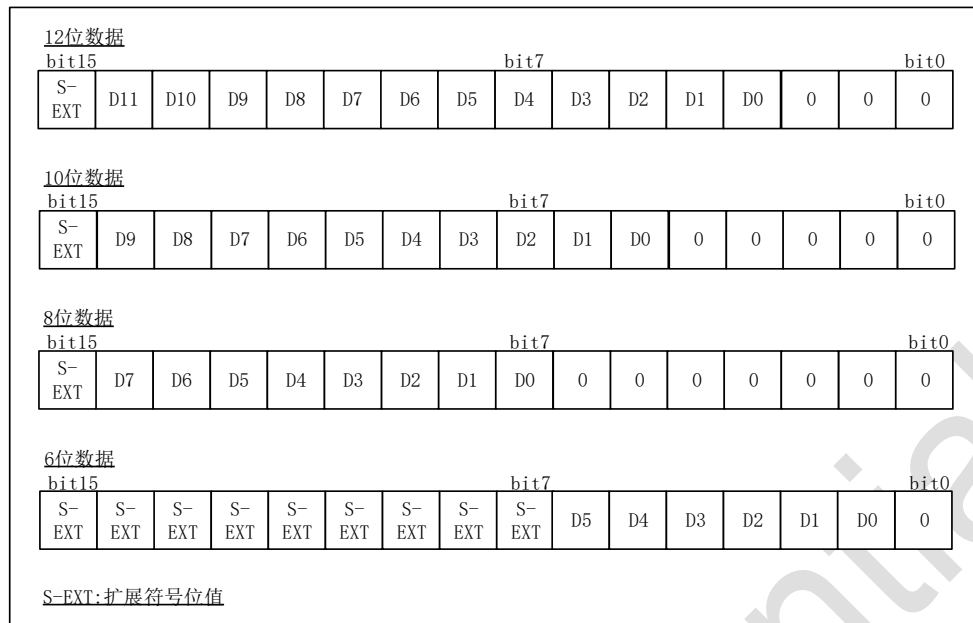 12位数据
bit15 bit7 bit0
S-EXT D11 D10 D9 D8 D7 D6 D5 D4 D3 D2 D1 D0 0 0 0
10位数据
bit15 bit7 bit0
S-EXT D9 D8 D7 D6 D5 D4 D3 D2 D1 D0 0 0 0 0 0
8位数据
bit15 bit7 bit0
S-EXT D7 D6 D5 D4 D3 D2 D1 D0 0 0 0 0 0 0 0
6位数据
bit15 bit7 bit0
S-EXT S-EXT S-EXT S-EXT S-EXT S-EXT S-EXT S-EXT S-EXT D5 D4 D3 D2 D1 D0 0
S-EXT:扩展符号位值